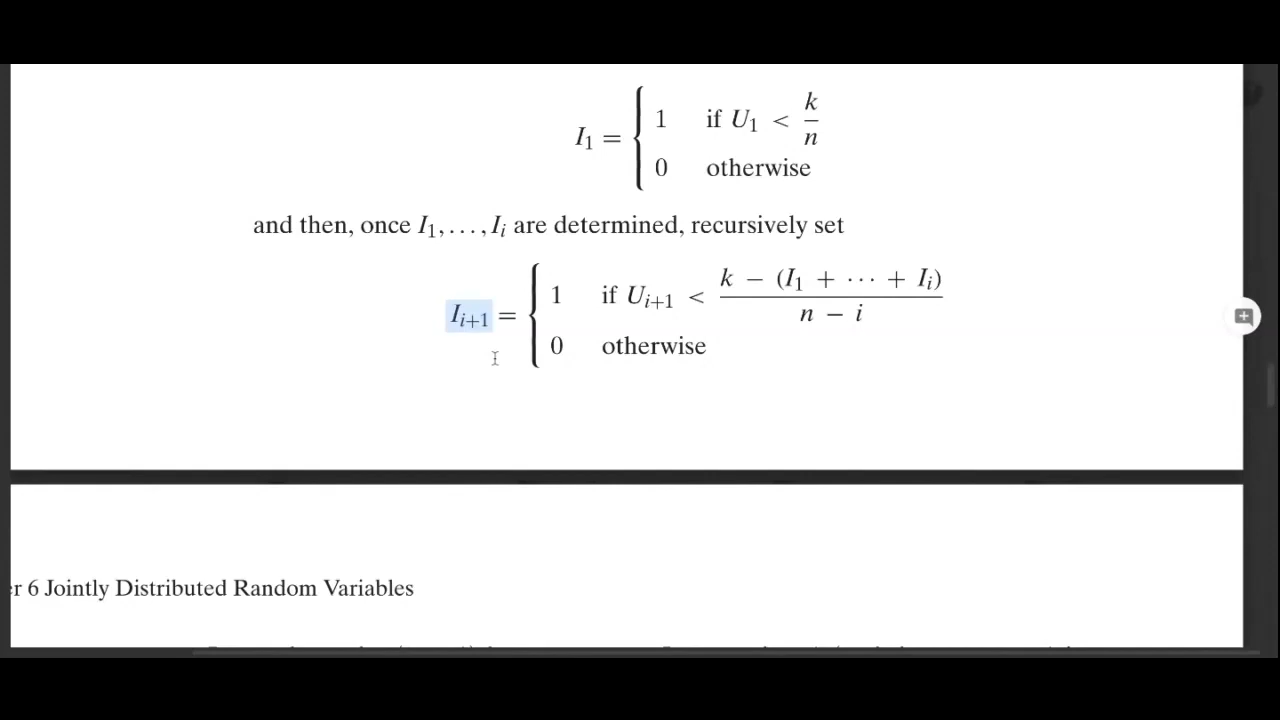 I₁ = { 1 if U₁ < k/n
0 otherwise
and then, once I₁,...,Iᵢ are determined, recursively set
Iᵢ₊₁ = { 1 if Uᵢ₊₁ < (k − (I₁ + ··· + Iᵢ))/(n − i)
0 otherwise
r 6 Jointly Distributed Random Variables